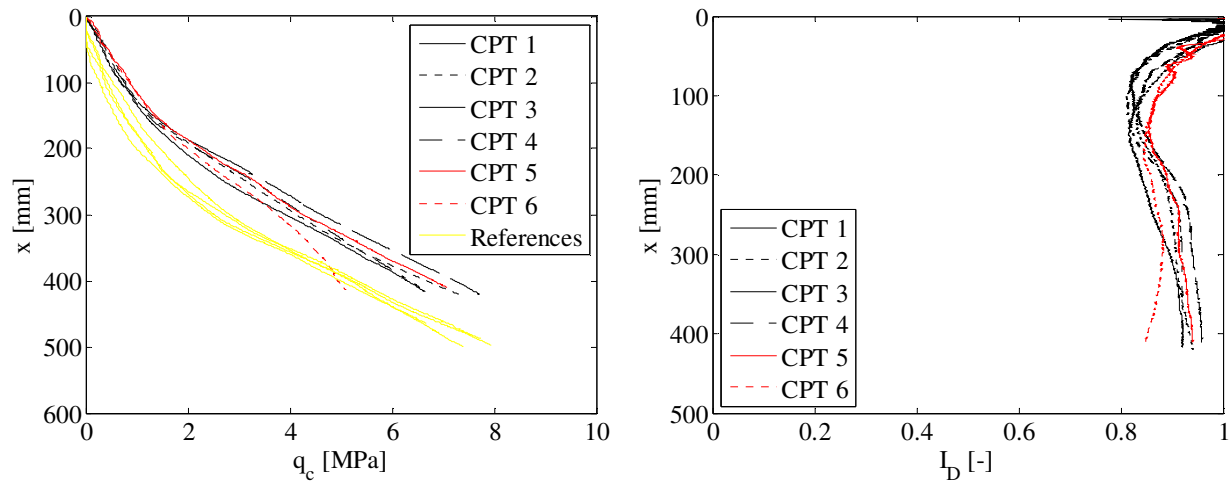 0
100
200
300
400
500
600
x [mm]
0
2
4
6
8
10
q_c [MPa]
CPT 1
CPT 2
CPT 3
CPT 4
CPT 5
CPT 6
References
0
100
200
300
400
500
x [mm]
0
0.2
0.4
0.6
0.8
1
I_D [-]
CPT 1
CPT 2
CPT 3
CPT 4
CPT 5
CPT 6